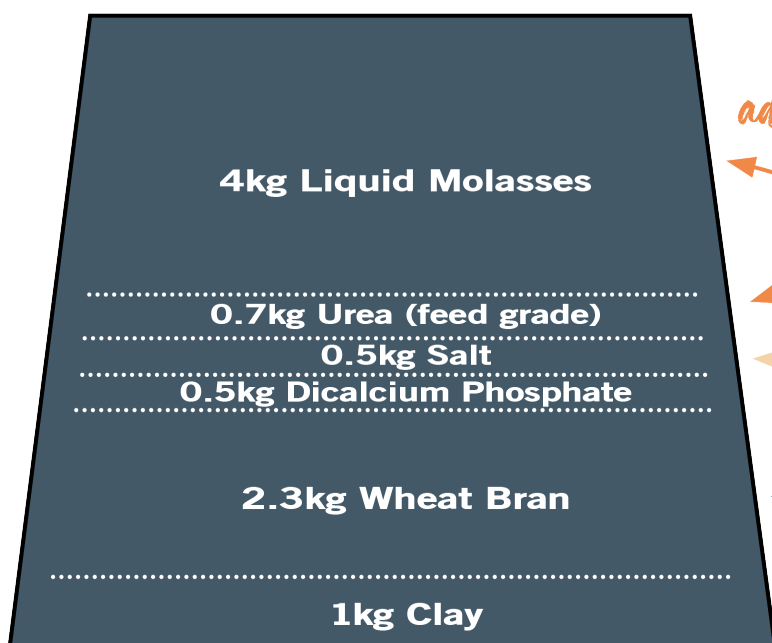 4kg Liquid Molasses
0.7kg Urea (feed grade)
0.5kg Salt
0.5kg Dicalcium Phosphate
2.3kg Wheat Bran
1kg Clay